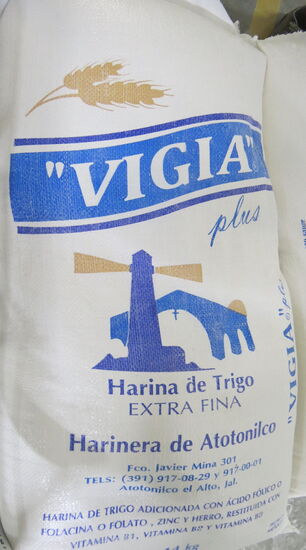 "VIGIA"
plus
Harina de Trigo
EXTRA FINA
Harinera de Atotonilco
Fco. Javier Mina 301
TELS: (391) 917-08-29 y 917-00-01
Atotonilco el Alto, Jal.
HARINA DE TRIGO ADICIONADA CON ÁCIDO FÓLICO O
FOLACINA O FOLATO, ZINC Y HIERRO, RESTITUIDA CON
VITAMINA B1, VITAMINA B2 Y VITAMINA B3
"VIGIA" plus